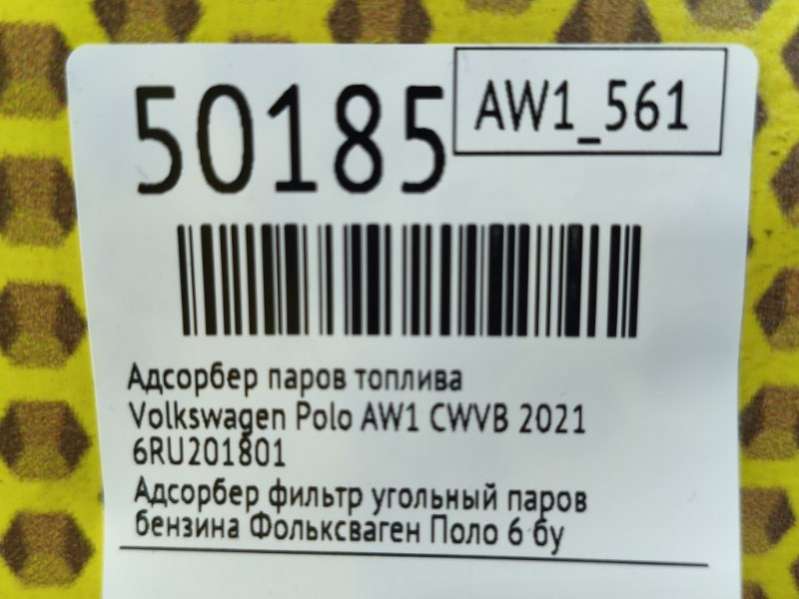 50185
AW1_561
Адсорбер паров топлива
Volkswagen Polo AW1 CWVB 2021
6RU201801
Адсорбер фильтр угольный паров
бензина Фольксваген Поло 6 бу